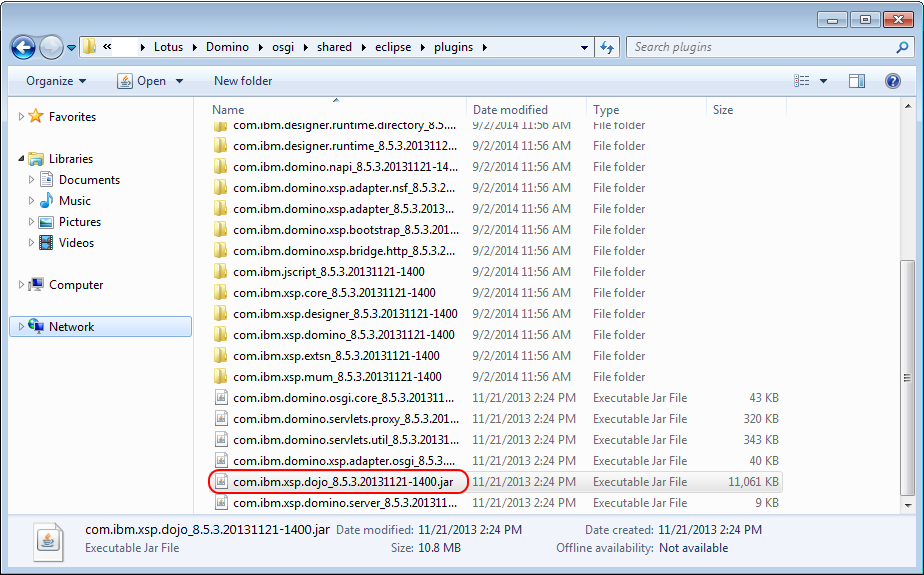 « Lotus Domino osgi shared eclipse plugins Search plugins
Organize Open New folder
Favorites
Libraries
Documents
Music
Pictures
Videos
Computer
Network
Name Date modified Type Size
com.ibm.designer.runtime.directory_8.5.... 9/2/2014 11:56 AM File folder
com.ibm.designer.runtime_8.5.3.2013112... 9/2/2014 11:56 AM File folder
com.ibm.domino.napi_8.5.3.20131121-14... 9/2/2014 11:56 AM File folder
com.ibm.domino.xsp.adapter.nsf_8.5.3.2... 9/2/2014 11:56 AM File folder
com.ibm.domino.xsp.adapter_8.5.3.2013... 9/2/2014 11:56 AM File folder
com.ibm.domino.xsp.bootstrap_8.5.3.201... 9/2/2014 11:56 AM File folder
com.ibm.domino.xsp.bridge.http_8.5.3.2... 9/2/2014 11:56 AM File folder
com.ibm.jscript_8.5.3.20131121-1400 9/2/2014 11:56 AM File folder
com.ibm.xsp.core_8.5.3.20131121-1400 9/2/2014 11:56 AM File folder
com.ibm.xsp.designer_8.5.3.20131121-1400 9/2/2014 11:56 AM File folder
com.ibm.xsp.domino_8.5.3.20131121-1400 9/2/2014 11:56 AM File folder
com.ibm.xsp.extsn_8.5.3.20131121-1400 9/2/2014 11:56 AM File folder
com.ibm.xsp.mum_8.5.3.20131121-1400 9/2/2014 11:56 AM File folder
com.ibm.domino.osgi.core_8.5.3.201311... 11/21/2013 2:24 PM Executable Jar File 43 KB
com.ibm.domino.servlets.proxy_8.5.3.201... 11/21/2013 2:24 PM Executable Jar File 320 KB
com.ibm.domino.servlets.util_8.5.3.20131... 11/21/2013 2:24 PM Executable Jar File 343 KB
com.ibm.domino.xsp.adapter.osgi_8.5.3.... 11/21/2013 2:24 PM Executable Jar File 40 KB
com.ibm.xsp.dojo_8.5.3.20131121-1400.jar 11/21/2013 2:24 PM Executable Jar File 11,061 KB
com.ibm.xsp.domino.server_8.5.3.201311... 11/21/2013 2:24 PM Executable Jar File 9 KB
com.ibm.xsp.dojo_8.5.3.20131121-1400.jar Date modified: 11/21/2013 2:24 PM Date created: 11/21/2013 2:24 PM
Executable Jar File Size: 10.8 MB Offline availability: Not available